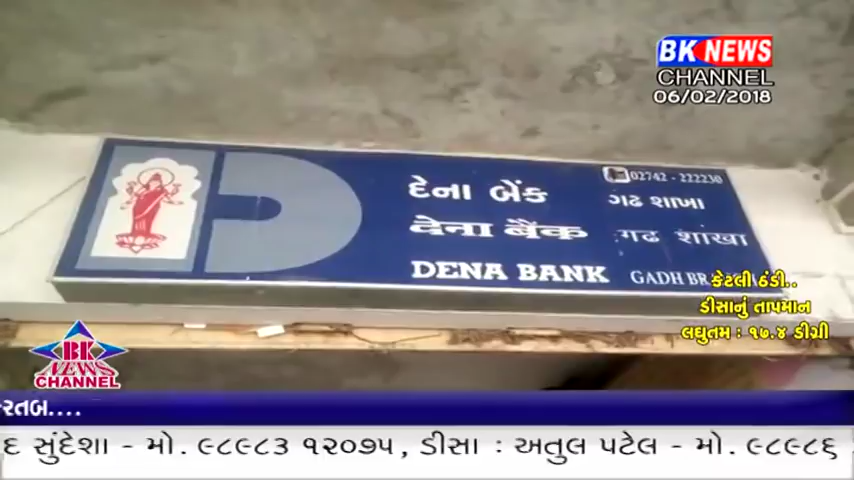 BK NEWS
CHANNEL
06/02/2018
02742 - 222230
દેના બેંક
ગઢ શાખા
देना बैंक
गढ शाखा
DENA BANK
GADH
કેટલી ઠંડી..
ડીસાનું તાપમાન
લઘુતમ : ૧૭.૪ ડીગ્રી
BK
NEWS
CHANNEL
રતબ....
દ સુંદેશા - મો. ૯૮૯૮૩ ૧૨૦૭૫, ડીસા : અતુલ પટેલ - મો. ૯૮૯૮૬